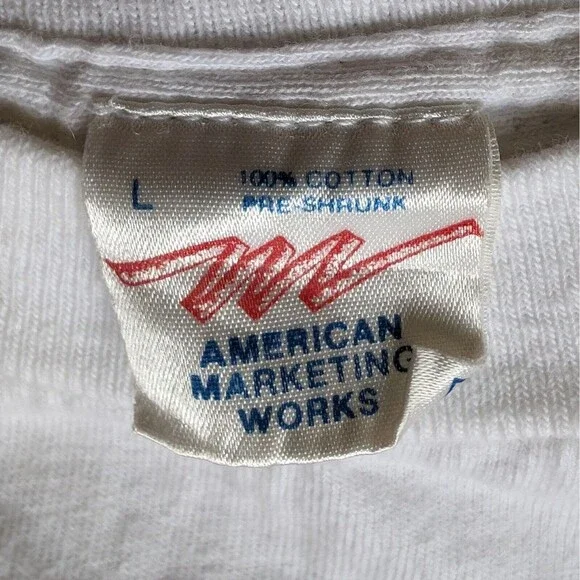 L
100% COTTON
PRE-SHRUNK
AMERICAN
MARKETING
WORKS